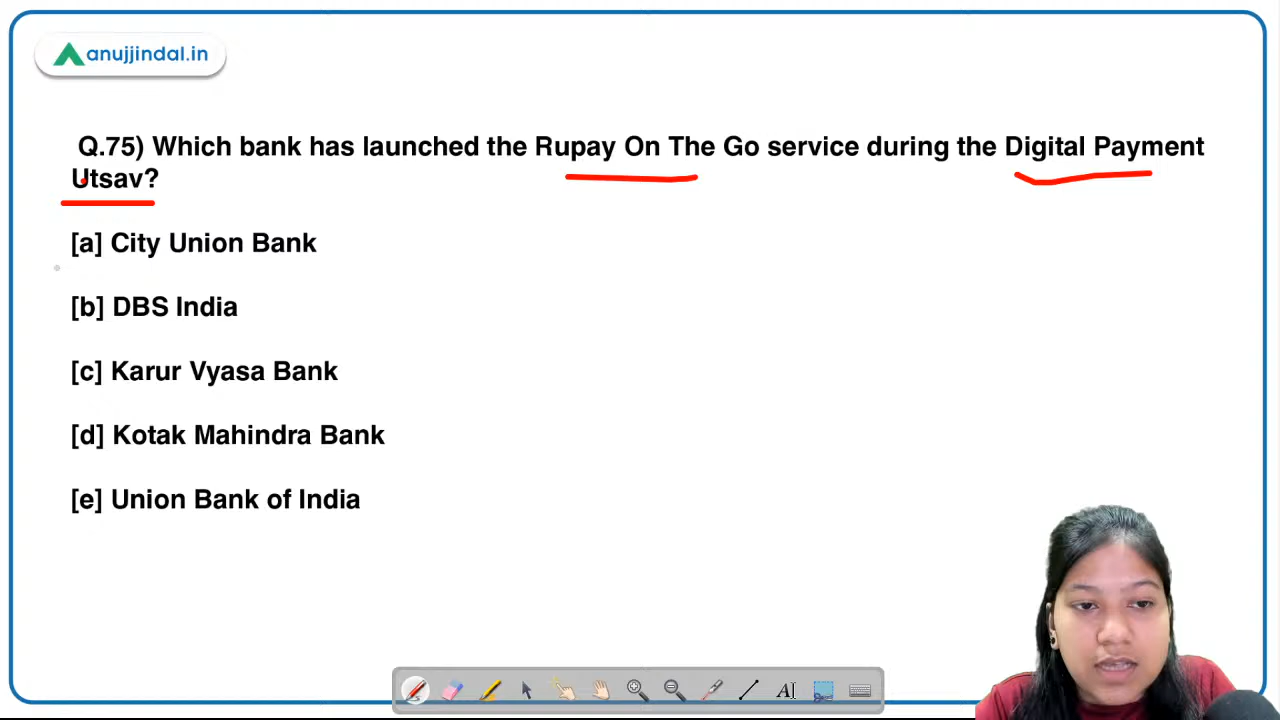 anujjindal.in
Q.75) Which bank has launched the Rupay On The Go service during the Digital Payment
Utsav?
[a] City Union Bank
[b] DBS India
[c] Karur Vyasa Bank
[d] Kotak Mahindra Bank
[e] Union Bank of India